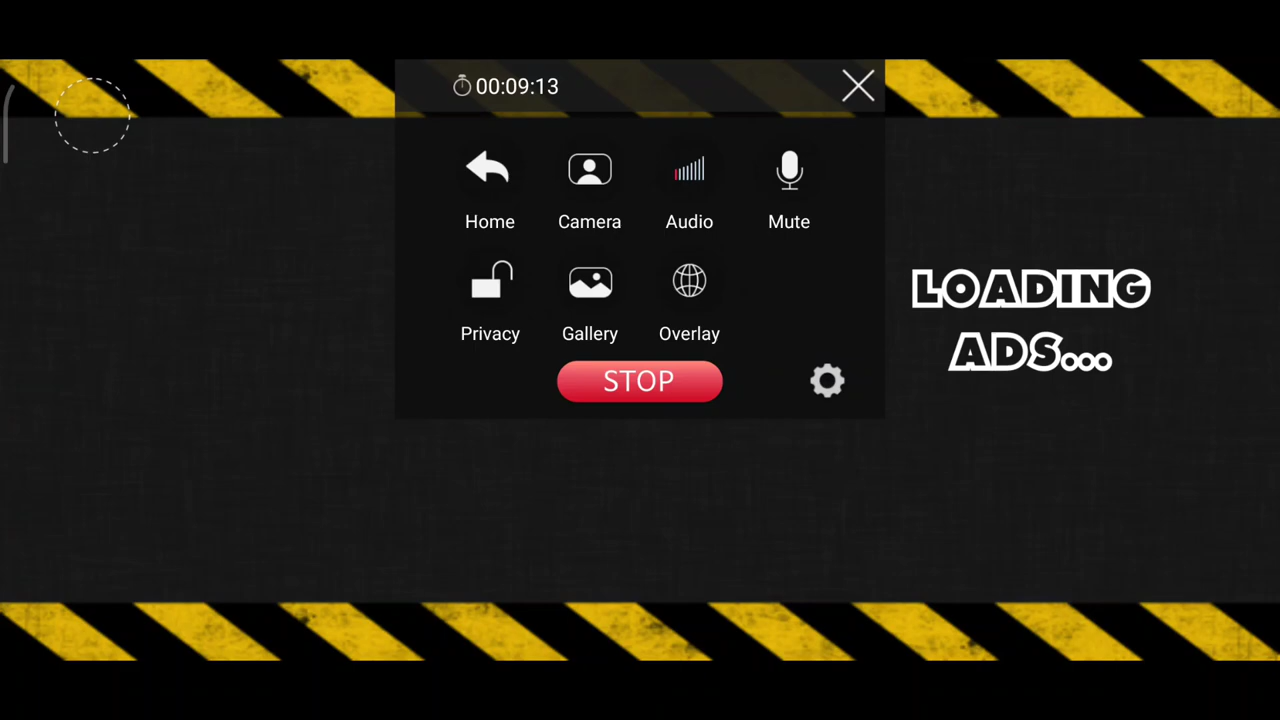 00:09:13
Home Camera Audio Mute
Privacy Gallery Overlay
STOP
LOADING
ADS....